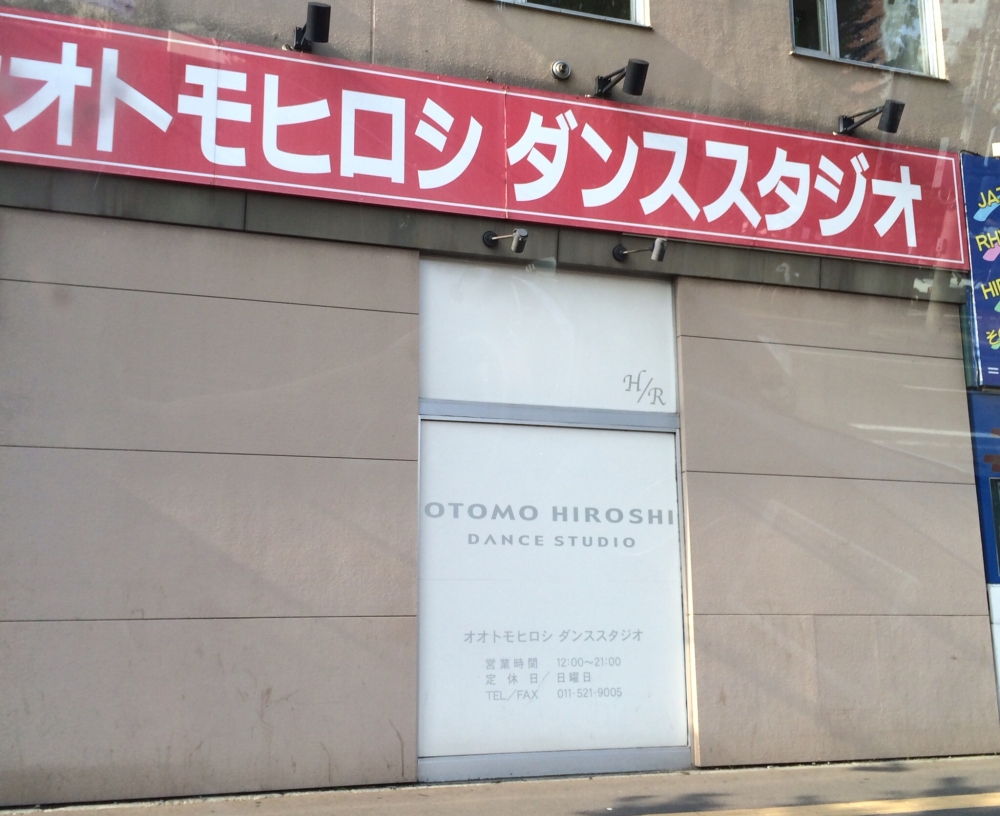 オオトモヒロシ ダンススタジオ
H/R
OTOMO HIROSHI
DANCE STUDIO
オオトモヒロシ ダンススタジオ
営業時間 12:00〜21:00
定休日/日曜日
TEL/FAX 011-521-9005